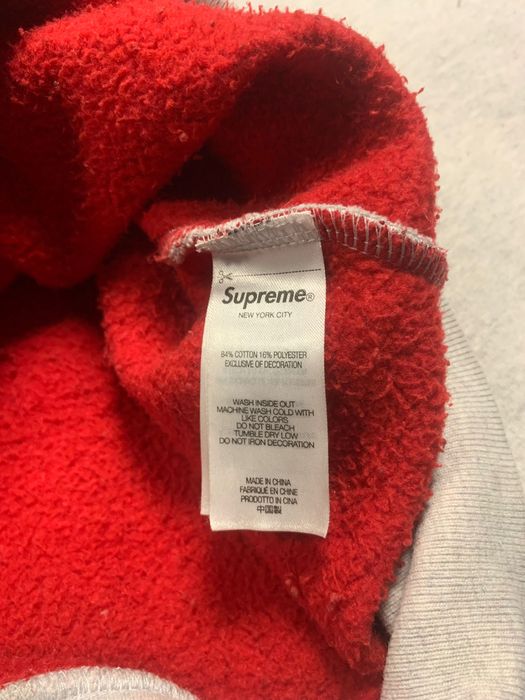 Supreme®
NEW YORK CITY
84% COTTON 16% POLYESTER
EXCLUSIVE OF DECORATION
WASH INSIDE OUT
MACHINE WASH COLD WITH
LIKE COLORS
DO NOT BLEACH
TUMBLE DRY LOW
DO NOT IRON DECORATION
MADE IN CHINA
FABRIQUÉ EN CHINE
PRODOTTO IN CINA
中国製